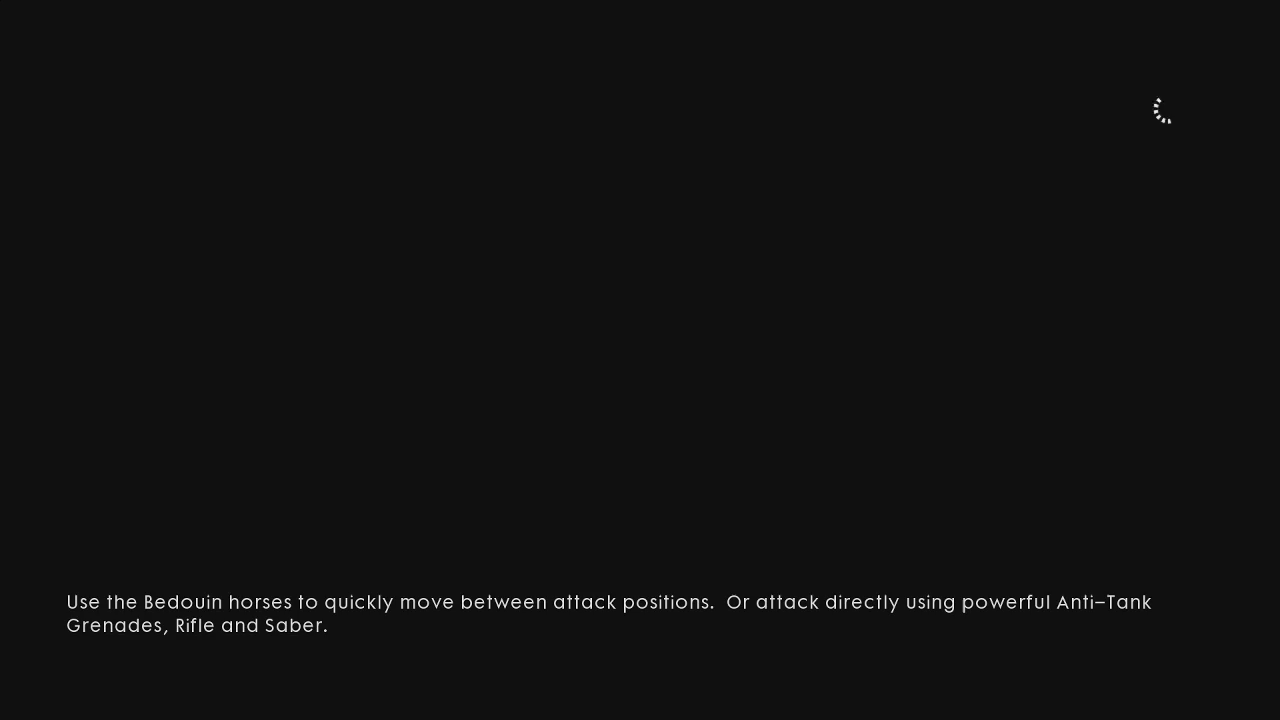 Use the Bedouin horses to quickly move between attack positions.  Or attack directly using powerful Anti–Tank
Grenades, Rifle and Saber.